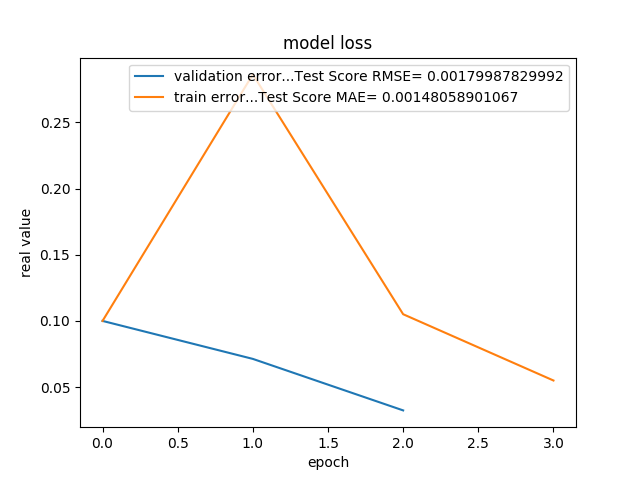 model loss
validation error...Test Score RMSE= 0.00179987829992
train error...Test Score MAE= 0.00148058901067
real value
0.25
0.20
0.15
0.10
0.05
0.0 0.5 1.0 1.5 2.0 2.5 3.0
epoch